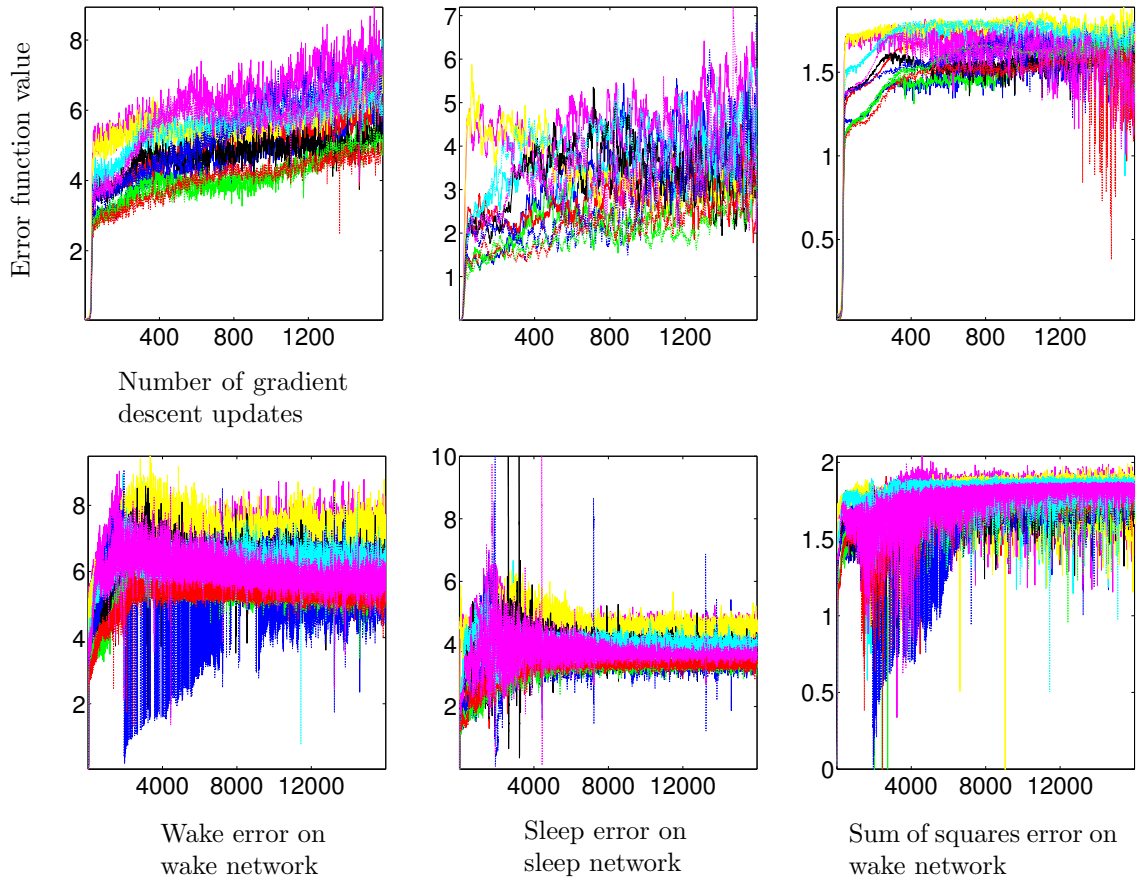 Error function value
8
6
4
2
400 800 1200
7
6
5
4
3
2
1
400 800 1200
1.5
1
0.5
400 800 1200
Number of gradient
descent updates
8
6
4
2
4000 8000 12000
10
8
6
4
2
4000 8000 12000
2
1.5
1
0.5
0
4000 8000 12000
Wake error on
wake network
Sleep error on
sleep network
Sum of squares error on
wake network